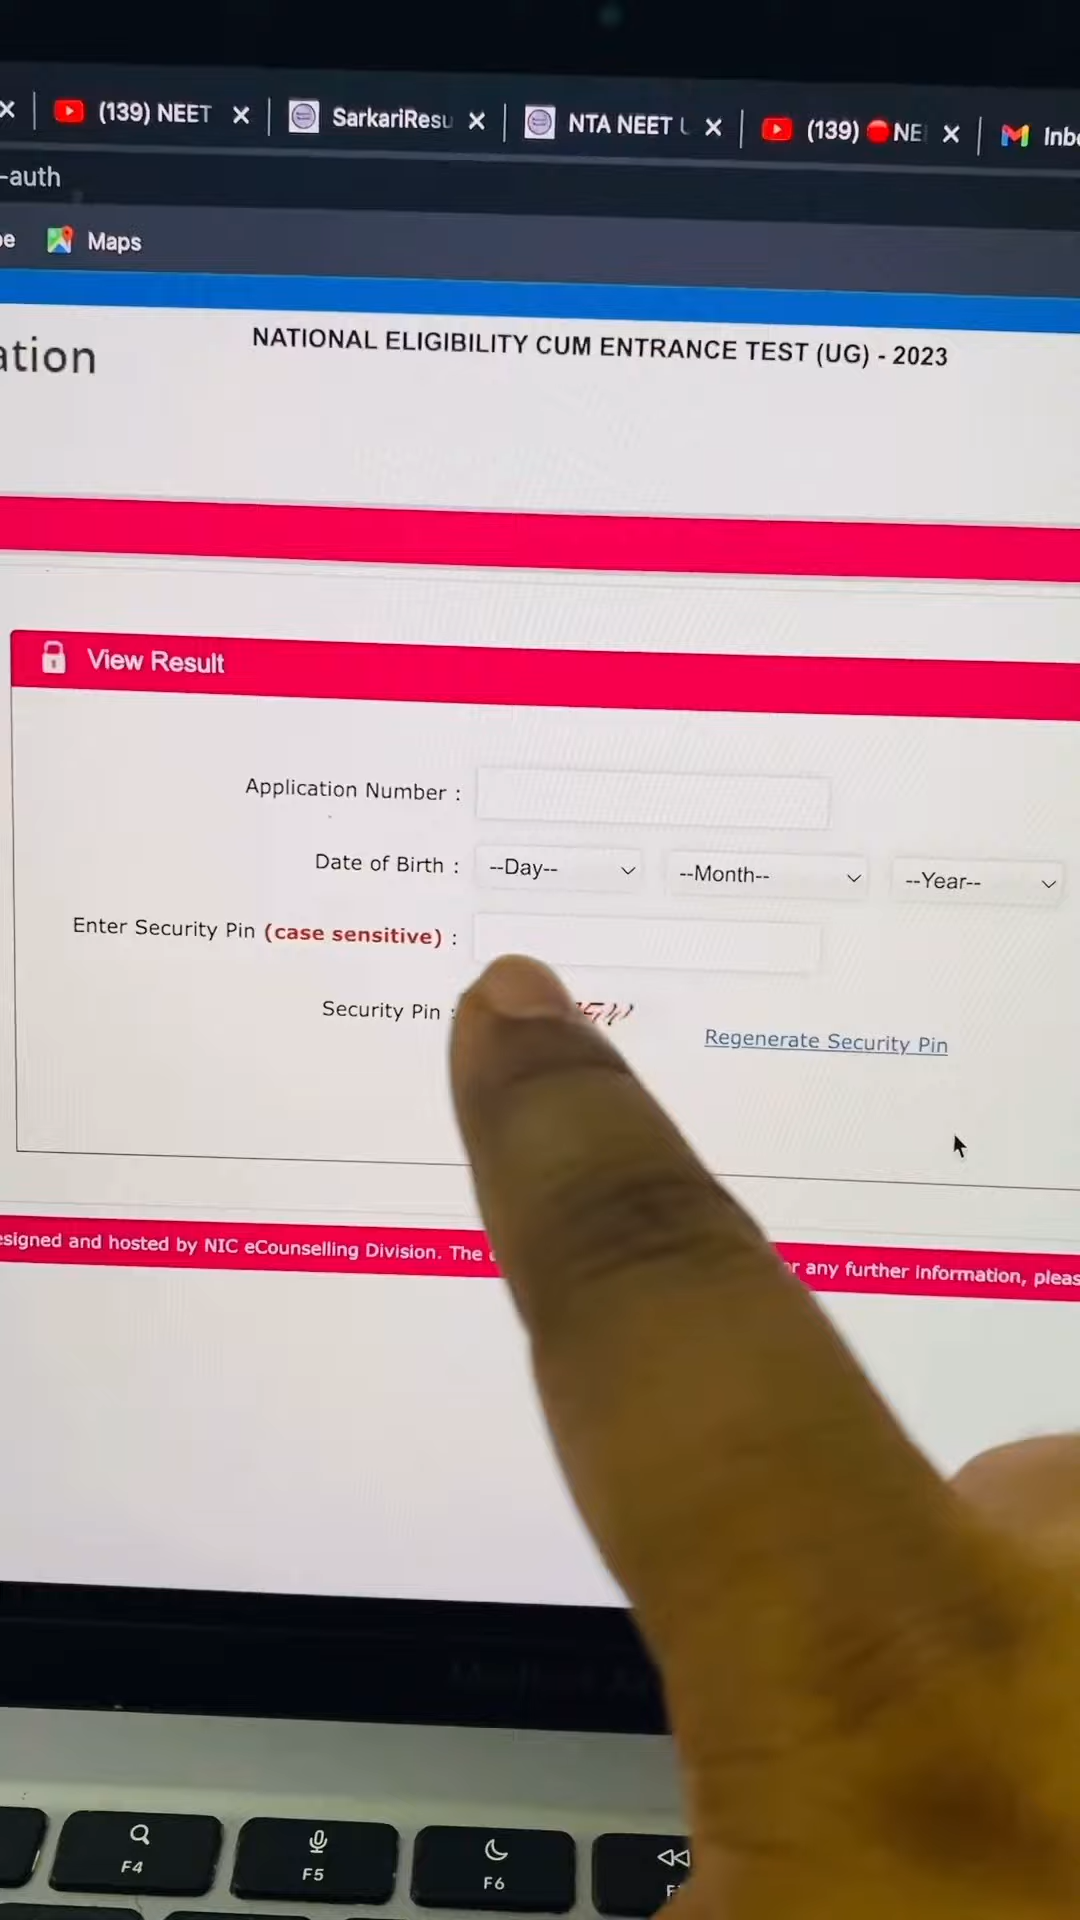 (139) NEET
SarkariResu
NTA NEET
(139) NE
Inb
-auth
Maps
ation
NATIONAL ELIGIBILITY CUM ENTRANCE TEST (UG) - 2023
View Result
Application Number :
Date of Birth : --Day-- --Month-- --Year--
Enter Security Pin (case sensitive) :
Security Pin :
Regenerate Security Pin
esigned and hosted by NIC eCounselling Division. The
r any further information, pleas
F4
F5
F6